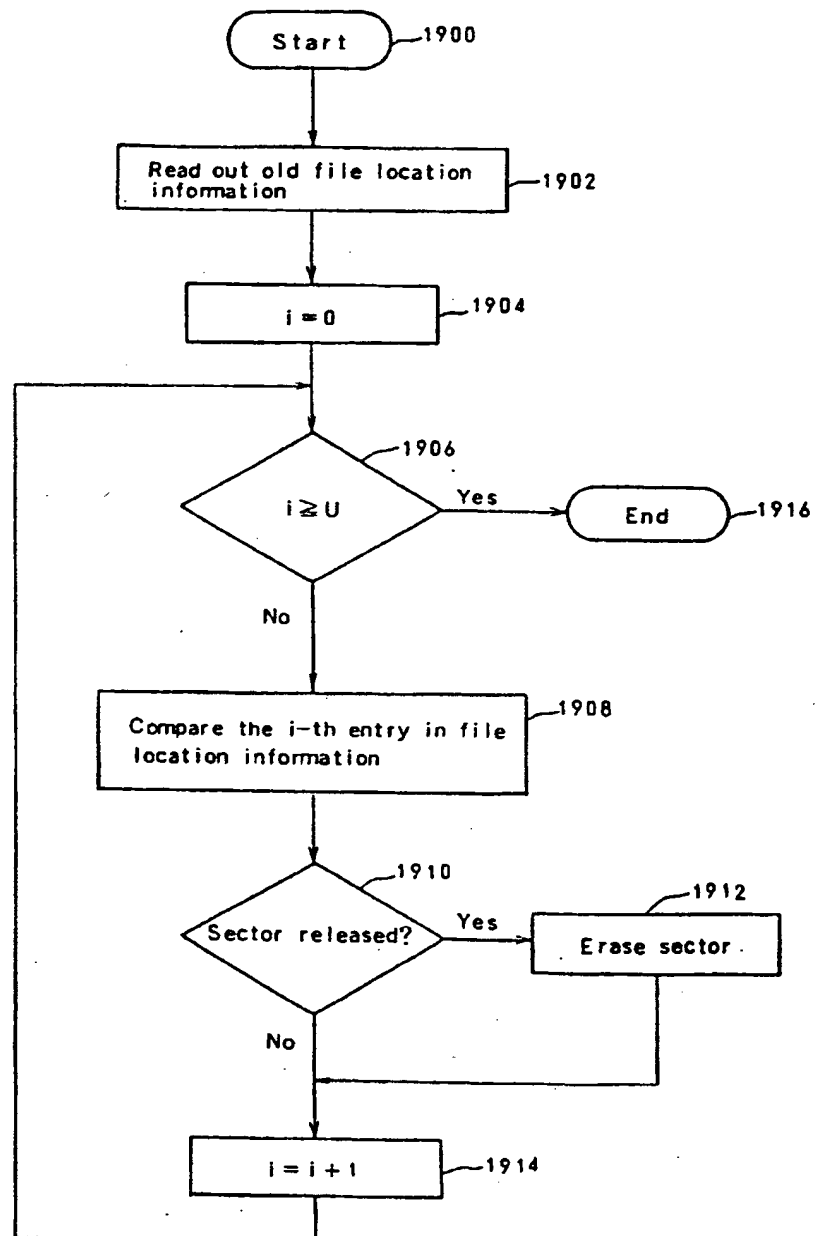 Start
1900
Read out old file location
information
1902
i = 0
1904
1906
i ≧ U
Yes
End
1916
No
1908
Compare the i-th entry in file
location information
1910
Sector released?
Yes
1912
Erase sector
No
i = i + 1
1914